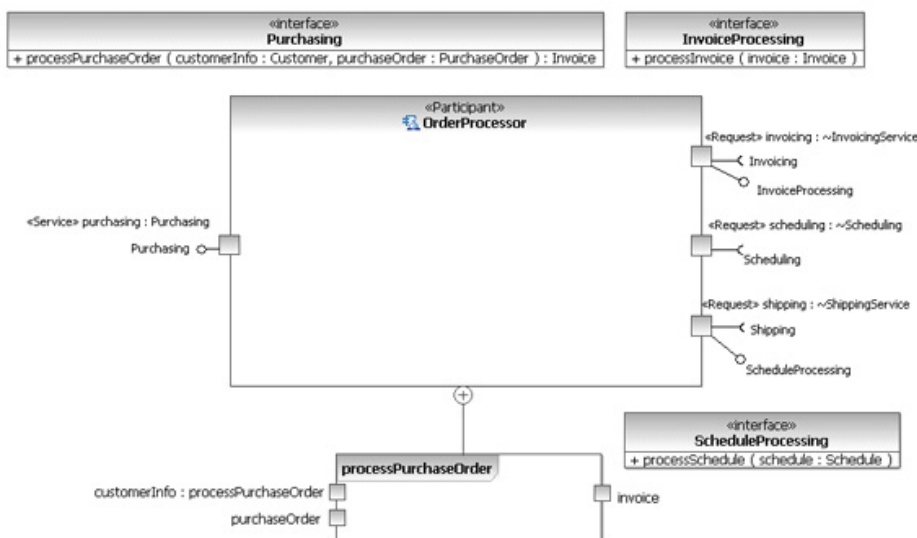 «interface»
Purchasing
+ processPurchaseOrder ( customerInfo : Customer, purchaseOrder : PurchaseOrder ) : Invoice
«interface»
InvoiceProcessing
+ processInvoice ( invoice : Invoice )
«Participant»
OrderProcessor
«Request» invoicing : ~InvoicingService
Invoicing
InvoiceProcessing
«Service» purchasing : Purchasing
Purchasing
«Request» scheduling : ~Scheduling
Scheduling
«Request» shipping : ~ShippingService
Shipping
ScheduleProcessing
«interface»
ScheduleProcessing
+ processSchedule ( schedule : Schedule )
processPurchaseOrder
customerInfo : processPurchaseOrder
invoice
purchaseOrder